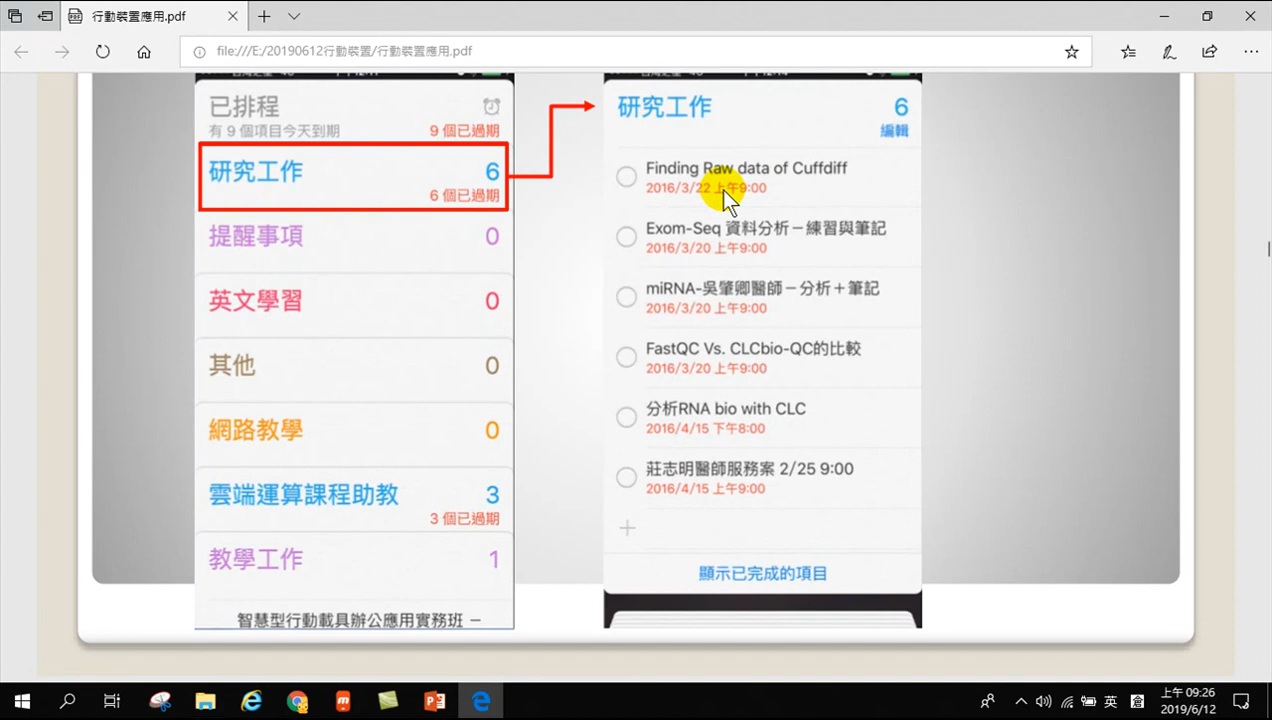 行動裝置應用.pdf
file:///E:/20190612行動裝置/行動裝置應用.pdf
已排程
有 9 個項目今天到期
9 個已過期
研究工作
6
6 個已過期
提醒事項
0
英文學習
0
其他
0
網路教學
0
雲端運算課程助教
3
3 個已過期
教學工作
1
智慧型行動載具辦公應用實務班 －
研究工作
6
編輯
Finding Raw data of Cuffdiff
2016/3/22 上午9:00
Exom-Seq 資料分析－練習與筆記
2016/3/20 上午9:00
miRNA-吳肇卿醫師－分析＋筆記
2016/3/20 上午9:00
FastQC Vs. CLCbio-QC的比較
2016/3/20 上午9:00
分析RNA bio with CLC
2016/4/15 下午8:00
莊志明醫師服務案 2/25 9:00
2016/4/15 上午9:00
顯示已完成的項目
英
倉
上午 09:26
2019/6/12